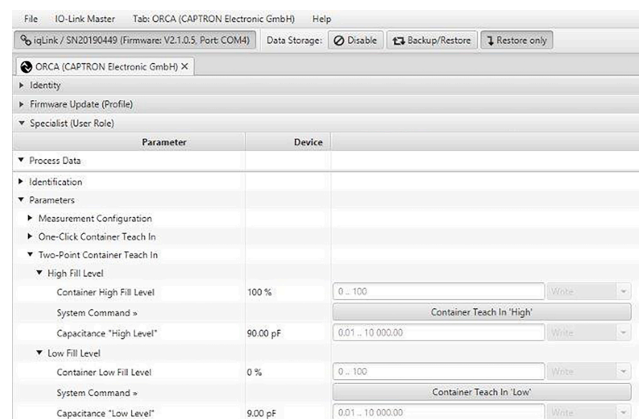 File IO-Link Master Tab: ORCA (CAPTRON Electronic GmbH) Help
iqLink / SN20190449 (Firmware: V2.1.0.5, Port: COM4) Data Storage: Disable Backup/Restore Restore only
ORCA (CAPTRON Electronic GmbH) ✕
Identity
Firmware Update (Profile)
Specialist (User Role)
Parameter Device
Process Data
Identification
Parameters
Measurement Configuration
One-Click Container Teach In
Two-Point Container Teach In
High Fill Level
Container High Fill Level 100 % 0 .. 100 Write
System Command » Container Teach In 'High'
Capacitance "High Level" 90.00 pF 0.01 .. 10 000.00 Write
Low Fill Level
Container Low Fill Level 0 % 0 .. 100 Write
System Command » Container Teach In 'Low'
Capacitance "Low Level" 9.00 pF 0.01 .. 10 000.00 Write